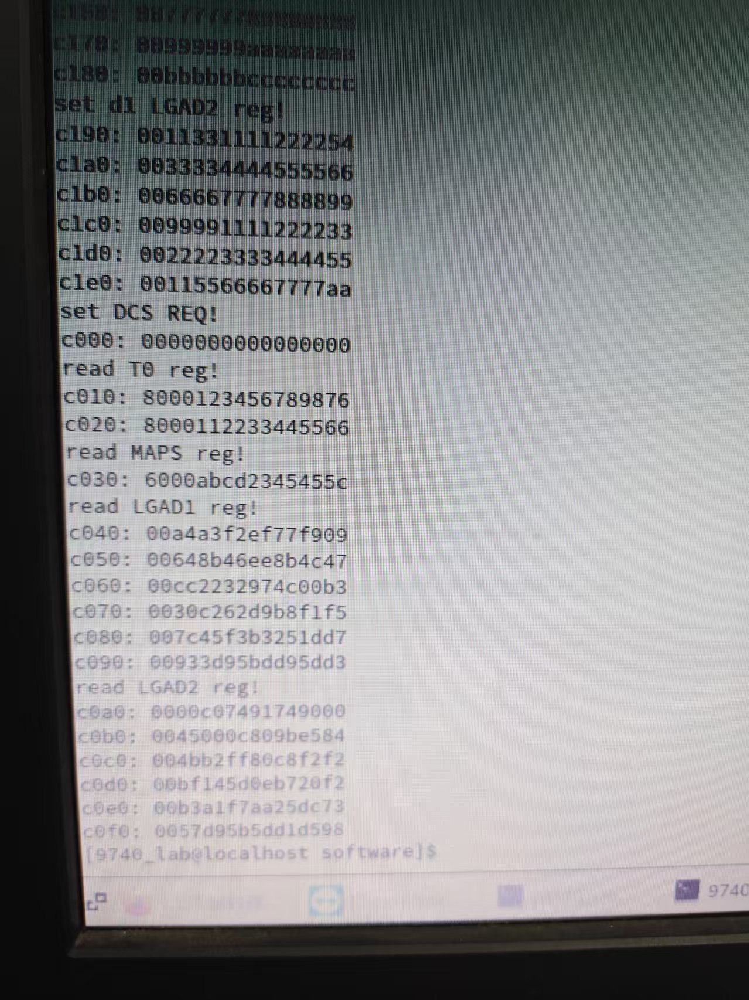 c170: 00999999aaaaaaaa
c180: 00bbbbbbcccccccc
set d1 LGAD2 reg!
c190: 0011331111222254
c1a0: 0033334444555566
c1b0: 0066667777888899
c1c0: 0099991111222233
c1d0: 0022223333444455
c1e0: 00115566667777aa
set DCS REQ!
c000: 0000000000000000
read T0 reg!
c010: 8000123456789876
c020: 8000112233445566
read MAPS reg!
c030: 6000abcd2345455c
read LGAD1 reg!
c040: 00a4a3f2ef77f909
c050: 00648b46ee8b4c47
c060: 00cc2232974c00b3
c070: 0030c262d9b8f1f5
c080: 007c45f3b3251dd7
c090: 00933d95bdd95dd3
read LGAD2 reg!
c0a0: 0000c07491749000
c0b0: 0045000c809be584
c0c0: 004bb2ff80c8f2f2
c0d0: 00bf145d0eb720f2
c0e0: 00b3a1f7aa25dc73
c0f0: 0057d95b5dd1d598
[9740_lab@localhost software]$
9740